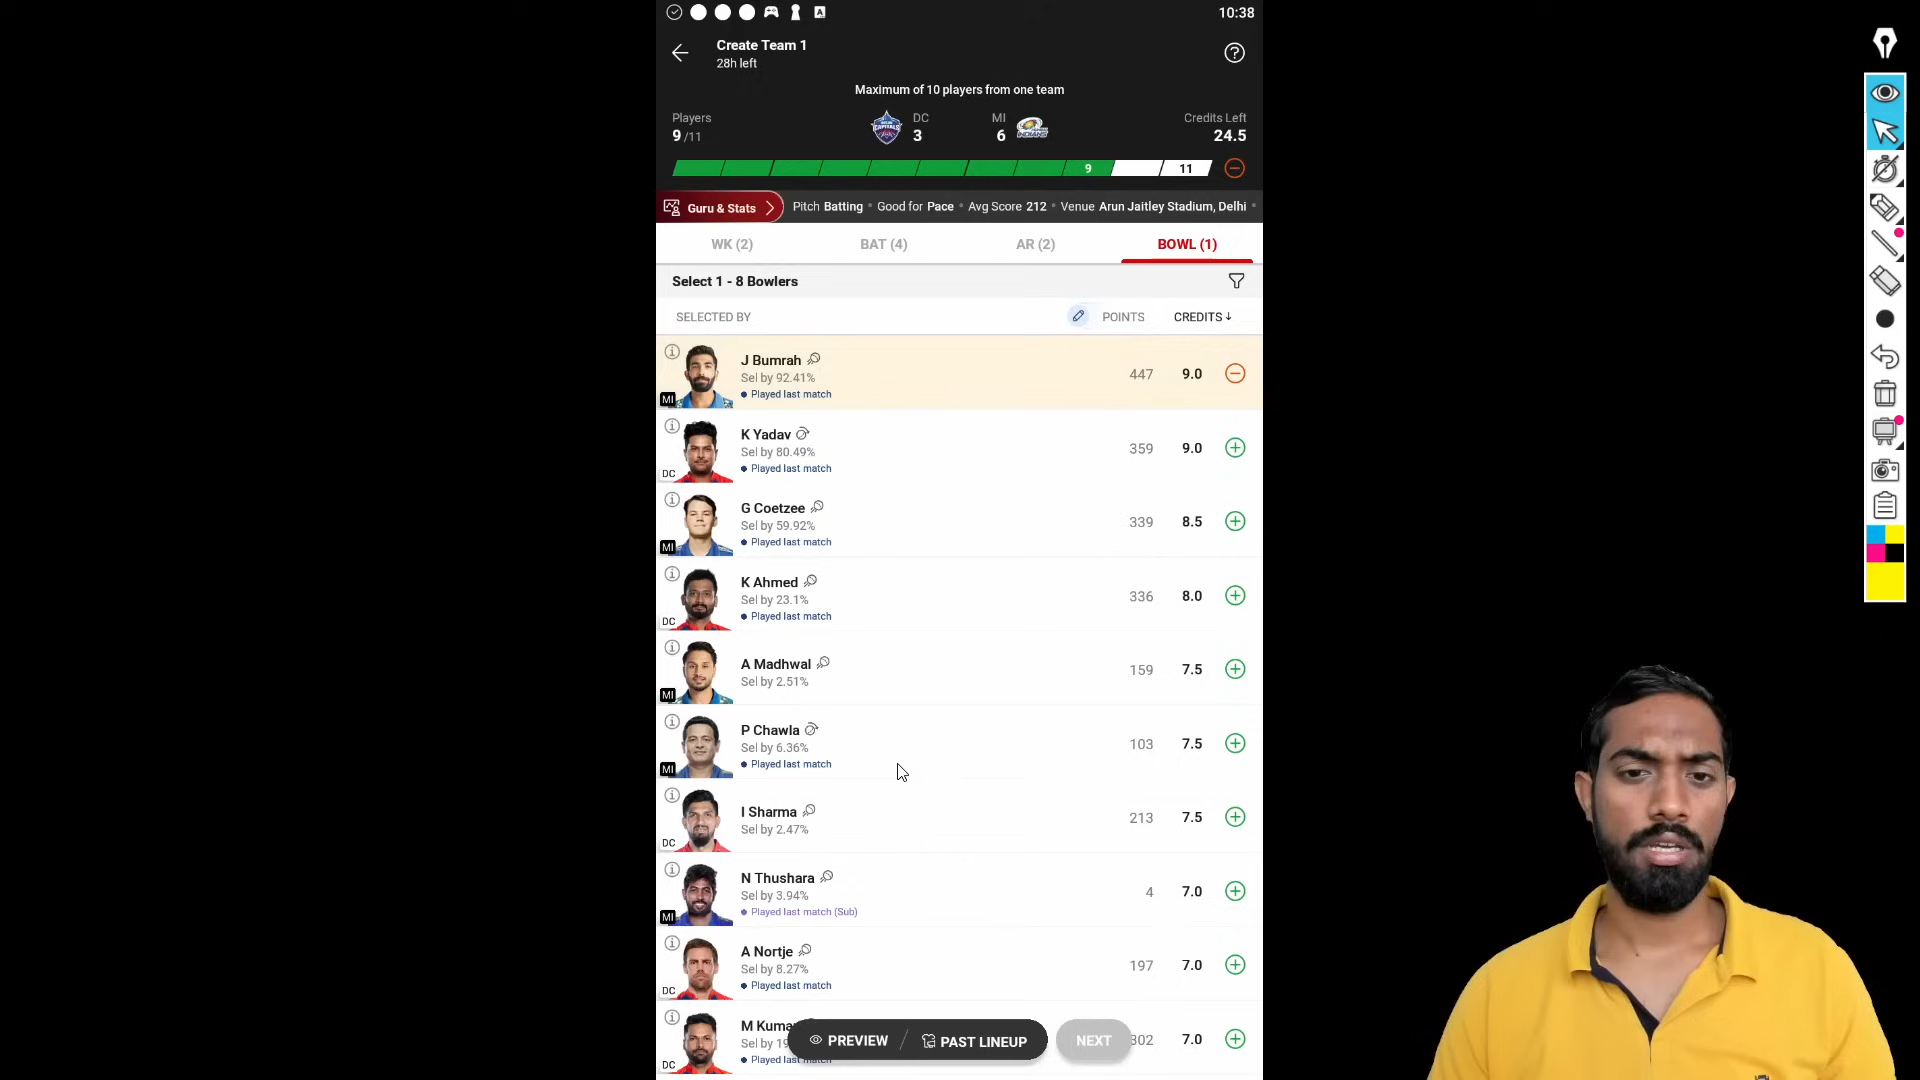 10:38
Create Team 1
28h left
Maximum of 10 players from one team
Players
9 /11
DC
3
MI
6
Credits Left
24.5
9
11
Guru & Stats
Pitch Batting • Good for Pace • Avg Score 212 • Venue Arun Jaitley Stadium, Delhi •
WK (2)
BAT (4)
AR (2)
BOWL (1)
Select 1 - 8 Bowlers
SELECTED BY
POINTS
CREDITS ↓
J Bumrah
Sel by 92.41%
Played last match
MI
447
9.0
K Yadav
Sel by 80.49%
Played last match
DC
359
9.0
G Coetzee
Sel by 59.92%
Played last match
MI
339
8.5
K Ahmed
Sel by 23.1%
Played last match
DC
336
8.0
A Madhwal
Sel by 2.51%
MI
159
7.5
P Chawla
Sel by 6.36%
Played last match
MI
103
7.5
I Sharma
Sel by 2.47%
DC
213
7.5
N Thushara
Sel by 3.94%
Played last match (Sub)
MI
4
7.0
A Nortje
Sel by 8.27%
Played last match
DC
197
7.0
M Kuma
Sel by 19
Played last match
DC
302
7.0
PREVIEW
PAST LINEUP
NEXT